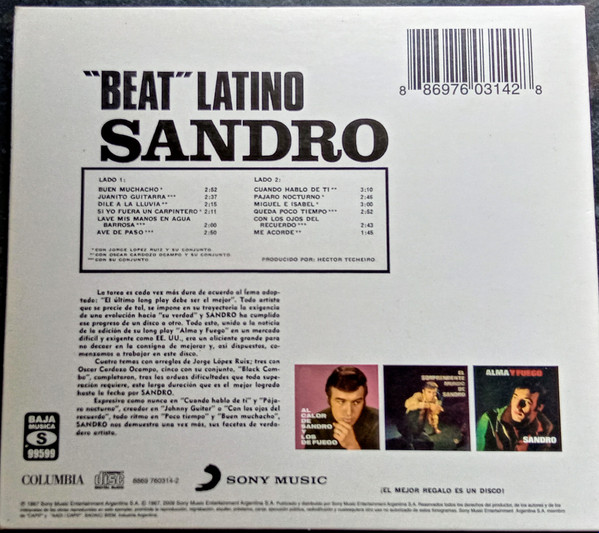 "BEAT" LATINO
SANDRO
8 86976 03142 8
LADO 1:
BUEN MUCHACHO * 2:52
JUANITO GUITARRA *** 2:37
DILE A LA LLUVIA ** 2:15
SI YO FUERA UN CARPINTERO * 2:11
LAVE MIS MANOS EN AGUA
BARROSA *** 2:00
AVE DE PASO *** 2:50
LADO 2:
CUANDO HABLO DE TI ** 3:10
PAJARO NOCTURNO * 2:46
MIGUEL E ISABEL * 3:00
QUEDA POCO TIEMPO *** 2:52
CON LOS OJOS DEL
RECUERDO *** 2:43
ME ACORDE ** 1:45
* CON JORGE LOPEZ RUIZ Y SU CONJUNTO.
** CON OSCAR CARDOZO OCAMPO Y SU CONJUNTO.
*** CON SU CONJUNTO.
PRODUCIDO POR: HECTOR TECHEIRO
La tarea es cada vez más dura de acuerdo al lema adop-
tado: "El último long play debe ser el mejor". Todo artista
que se precie de tal, se impone en su trayectoria la exigencia
de una evolución hacia "su verdad" y SANDRO ha cumplido
ese progreso de un disco a otro. Todo esto, unido a la noticia
de la edición de su long play "Alma y Fuego" en un mercado
difícil y exigente como EE. UU., era un aliciente grande para
no decaer en la consigna de mejorar y, así dispuestos, co-
menzamos a trabajar en este disco.
Cuatro temas con arreglos de Jorge López Ruiz; tres con
Oscar Cardozo Ocampo, cinco con su conjunto, "Black Com-
bo", completaron, tras las arduas dificultades que toda supe-
ración requiere, esta larga duración que es el mejor logrado
hasta la fecha por SANDRO.
Expresivo como nunca en "Cuando hablo de ti" y "Pája-
ro nocturno", creador en "Johnny Guitar" o "Con los ojos del
recuerdo", todo ritmo en "Poco tiempo" y "Buen muchacho",
SANDRO nos demuestra una vez más, sus facetas de verda-
dero artista.
AL
CALOR DE
SANDRO Y
LOS
DE FUEGO
EL
SORPRENDENTE
MUNDO DE
SANDRO
ALMA Y FUEGO
SANDRO
BAJA
MUSICA
S
99599
COLUMBIA
COMPACT
disc
DIGITAL AUDIO
8869 760314-2
SONY MUSIC
(EL MEJOR REGALO ES UN DISCO)